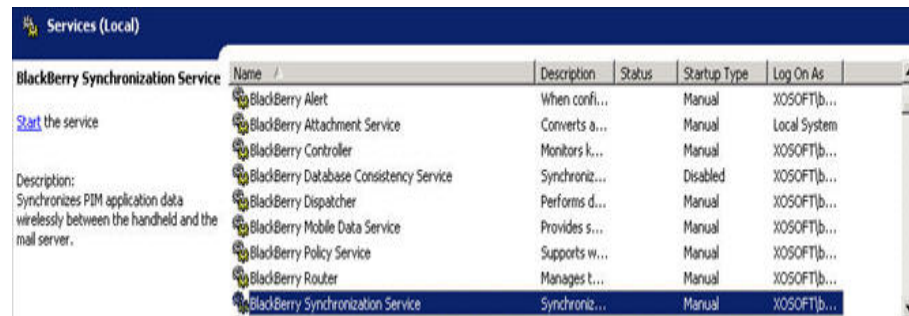 Services (Local)
BlackBerry Synchronization Service
Start the service
Description:
Synchronizes PIM application data
wirelessly between the handheld and the
mail server.
Name Description Status Startup Type Log On As
BlackBerry Alert When confi... Manual XOSOFT\b...
BlackBerry Attachment Service Converts a... Manual Local System
BlackBerry Controller Monitors k... Manual XOSOFT\b...
BlackBerry Database Consistency Service Synchroniz... Disabled XOSOFT\b...
BlackBerry Dispatcher Performs d... Manual XOSOFT\b...
BlackBerry Mobile Data Service Provides s... Manual XOSOFT\b...
BlackBerry Policy Service Supports w... Manual XOSOFT\b...
BlackBerry Router Manages t... Manual XOSOFT\b...
BlackBerry Synchronization Service Synchroniz... Manual XOSOFT\b...